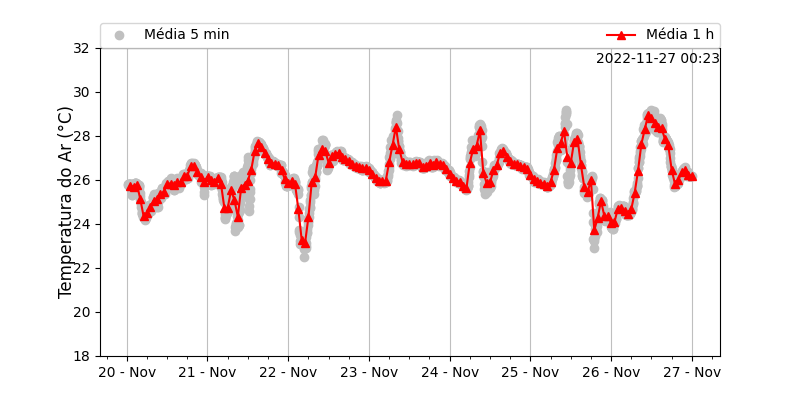 Média 5 min
Média 1 h
2022-11-27 00:23
Temperatura do Ar (°C)
32
30
28
26
24
22
20
18
20 - Nov
21 - Nov
22 - Nov
23 - Nov
24 - Nov
25 - Nov
26 - Nov
27 - Nov